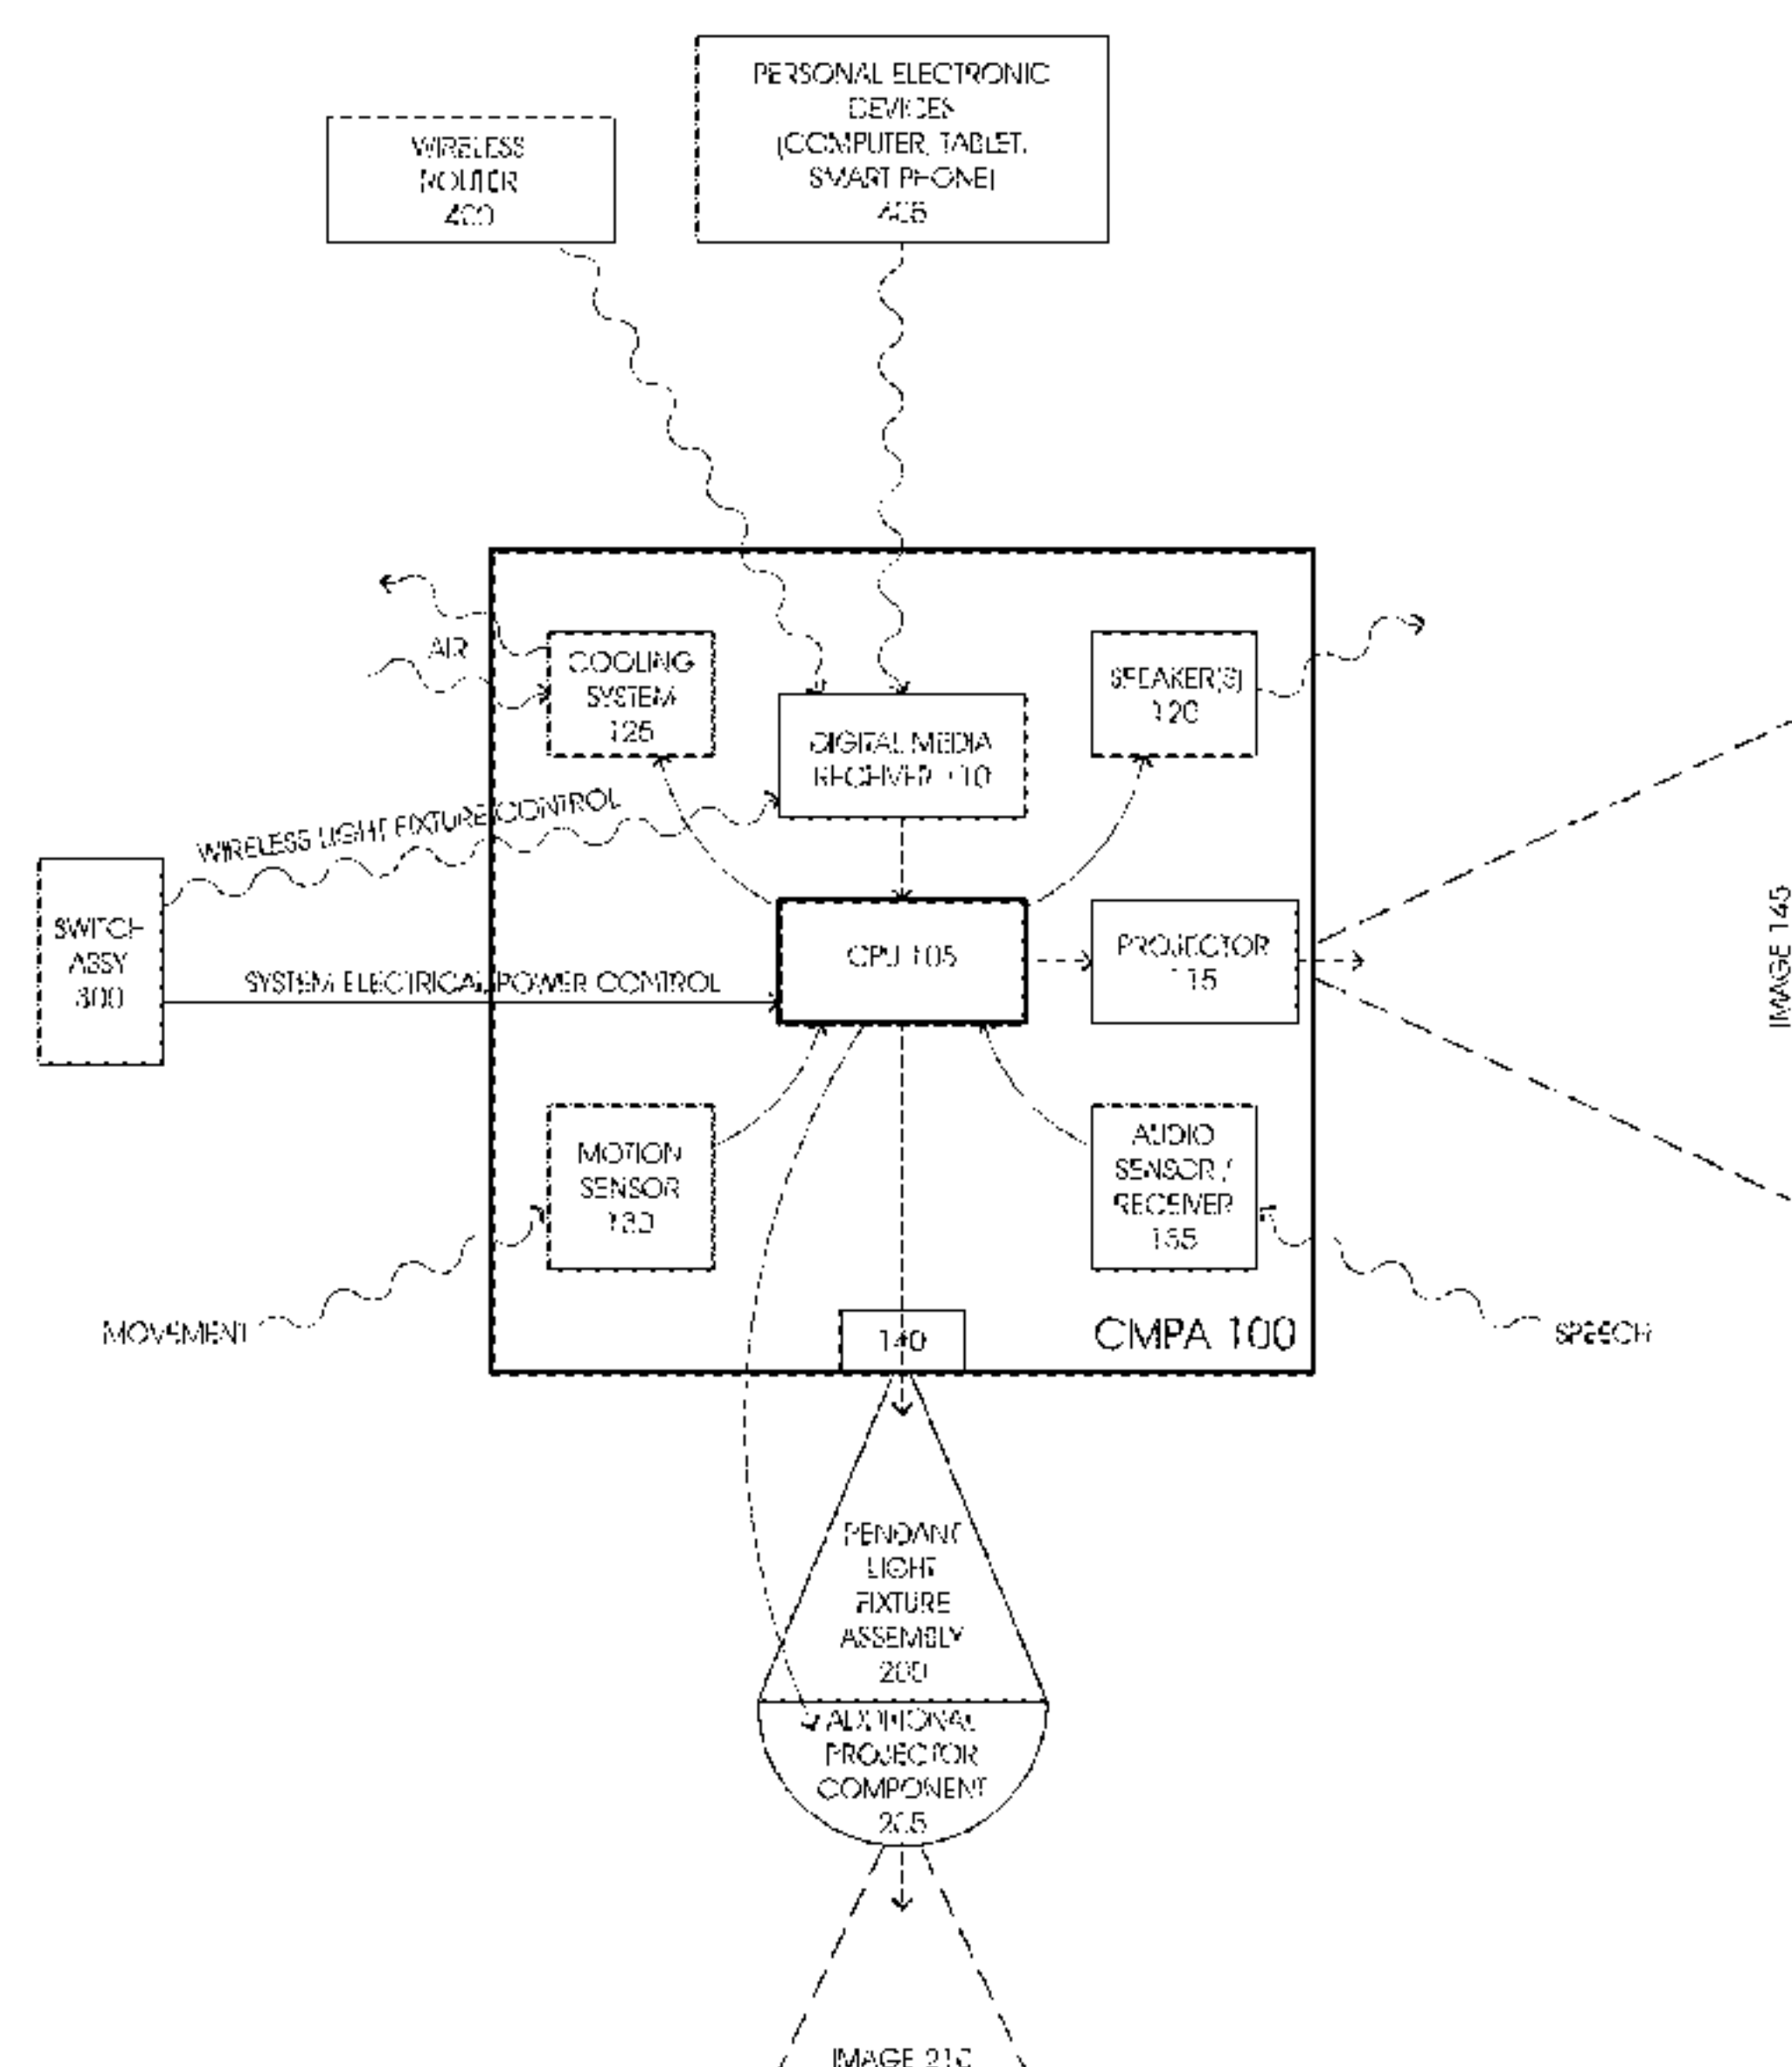 PERSONAL ELECTRONIC
DEVICES
(COMPUTER, TABLET,
SMART PHONE)
405
WIRELESS
ROUTER
400
AIR
COOLING
SYSTEM
125
SPEAKER(S)
120
DIGITAL MEDIA
RECEIVER 110
WIRELESS LIGHT FIXTURE CONTROL
SWITCH
ASSY
300
SYSTEM ELECTRICAL POWER CONTROL
CPU 105
PROJECTOR
115
IMAGE 145
MOTION
SENSOR
130
AUDIO
SENSOR /
RECEIVER
135
MOVEMENT
SPEECH
140
CMPA 100
PENDANT
LIGHT
FIXTURE
ASSEMBLY
200
ADDITIONAL
PROJECTOR
COMPONENT
205
IMAGE 210